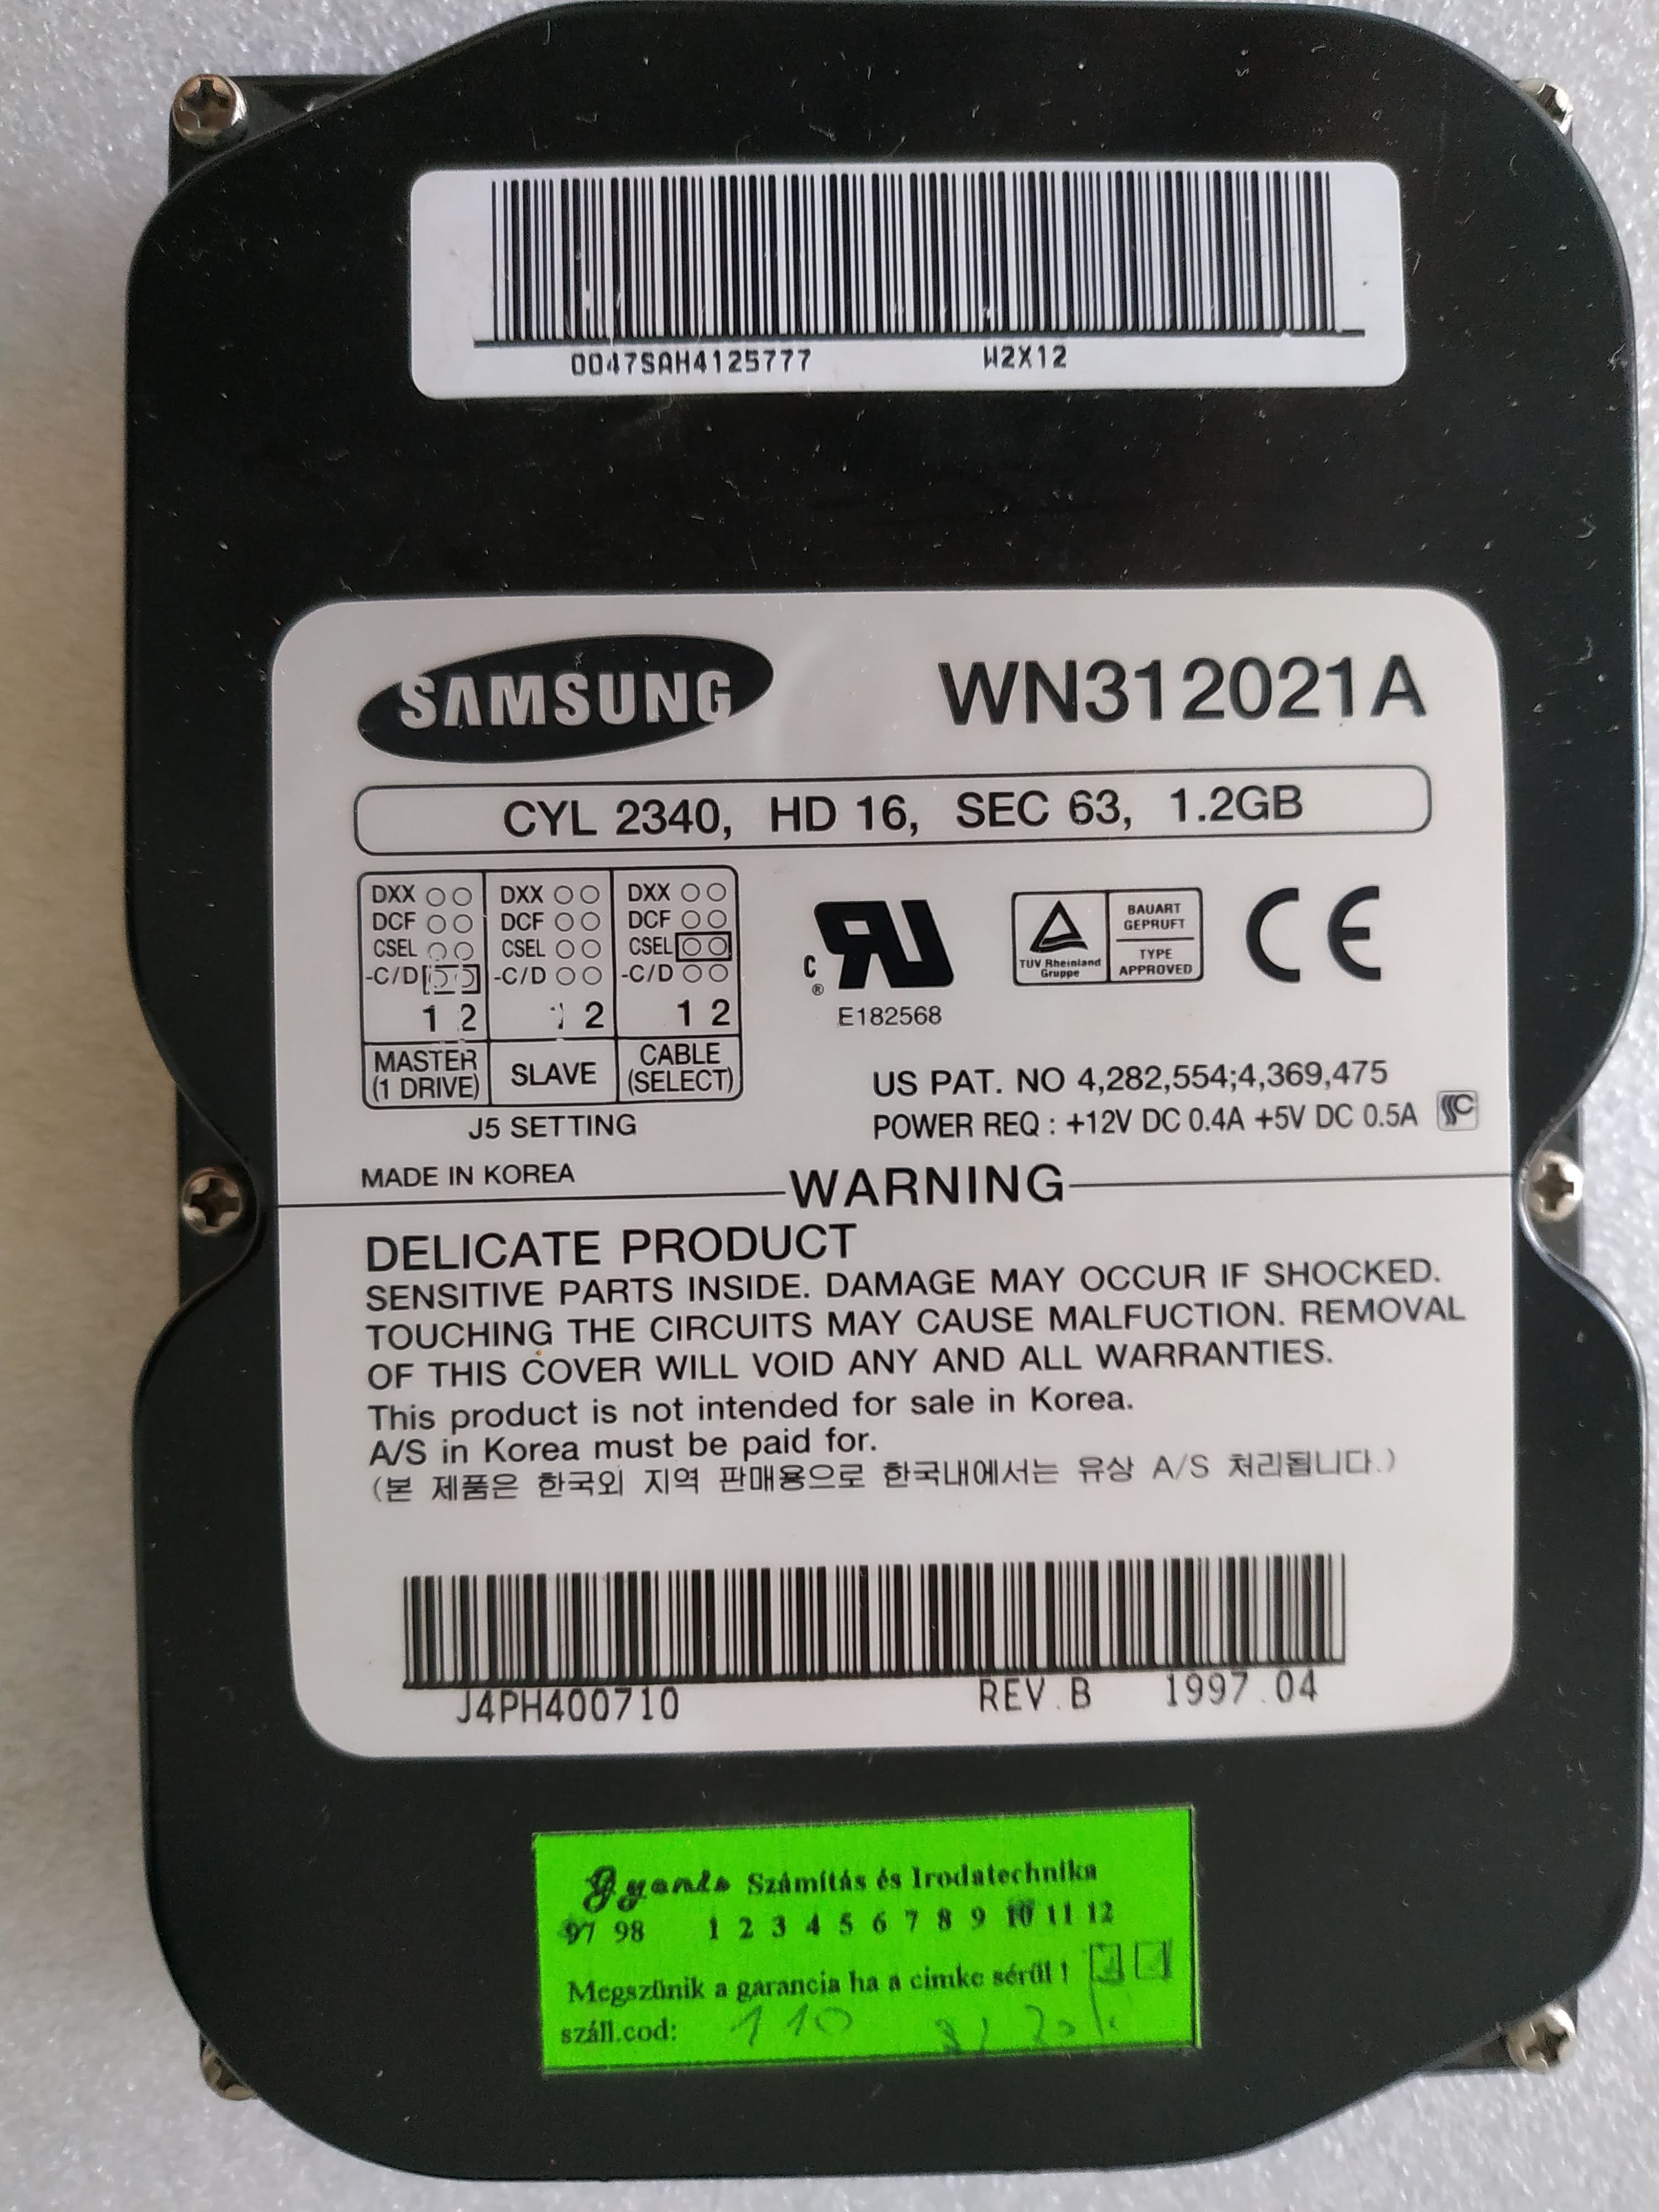 0047SAH4125777 W2X12
SAMSUNG WN312021A
CYL 2340, HD 16, SEC 63, 1.2GB
DXX DXX DXX
DCF DCF DCF
CSEL CSEL CSEL
-C/D -C/D -C/D
1 2 1 2 1 2
MASTER (1 DRIVE) SLAVE CABLE (SELECT)
J5 SETTING
c RU ®
E182568
TÜV Rheinland
Gruppe
BAUART
GEPRUFT
TYPE
APPROVED
CE
US PAT. NO 4,282,554;4,369,475
POWER REQ : +12V DC 0.4A +5V DC 0.5A
MADE IN KOREA
WARNING
DELICATE PRODUCT
SENSITIVE PARTS INSIDE. DAMAGE MAY OCCUR IF SHOCKED.
TOUCHING THE CIRCUITS MAY CAUSE MALFUCTION. REMOVAL
OF THIS COVER WILL VOID ANY AND ALL WARRANTIES.
This product is not intended for sale in Korea.
A/S in Korea must be paid for.
(본 제품은 한국외 지역 판매용으로 한국내에서는 유상 A/S 처리됩니다.)
J4PH400710 REV.B 1997.04
Számítás és Irodatechnika
97 98 1 2 3 4 5 6 7 8 9 10 11 12
Megszűnik a garancia ha a cimke sérül !
száll.cod: 110